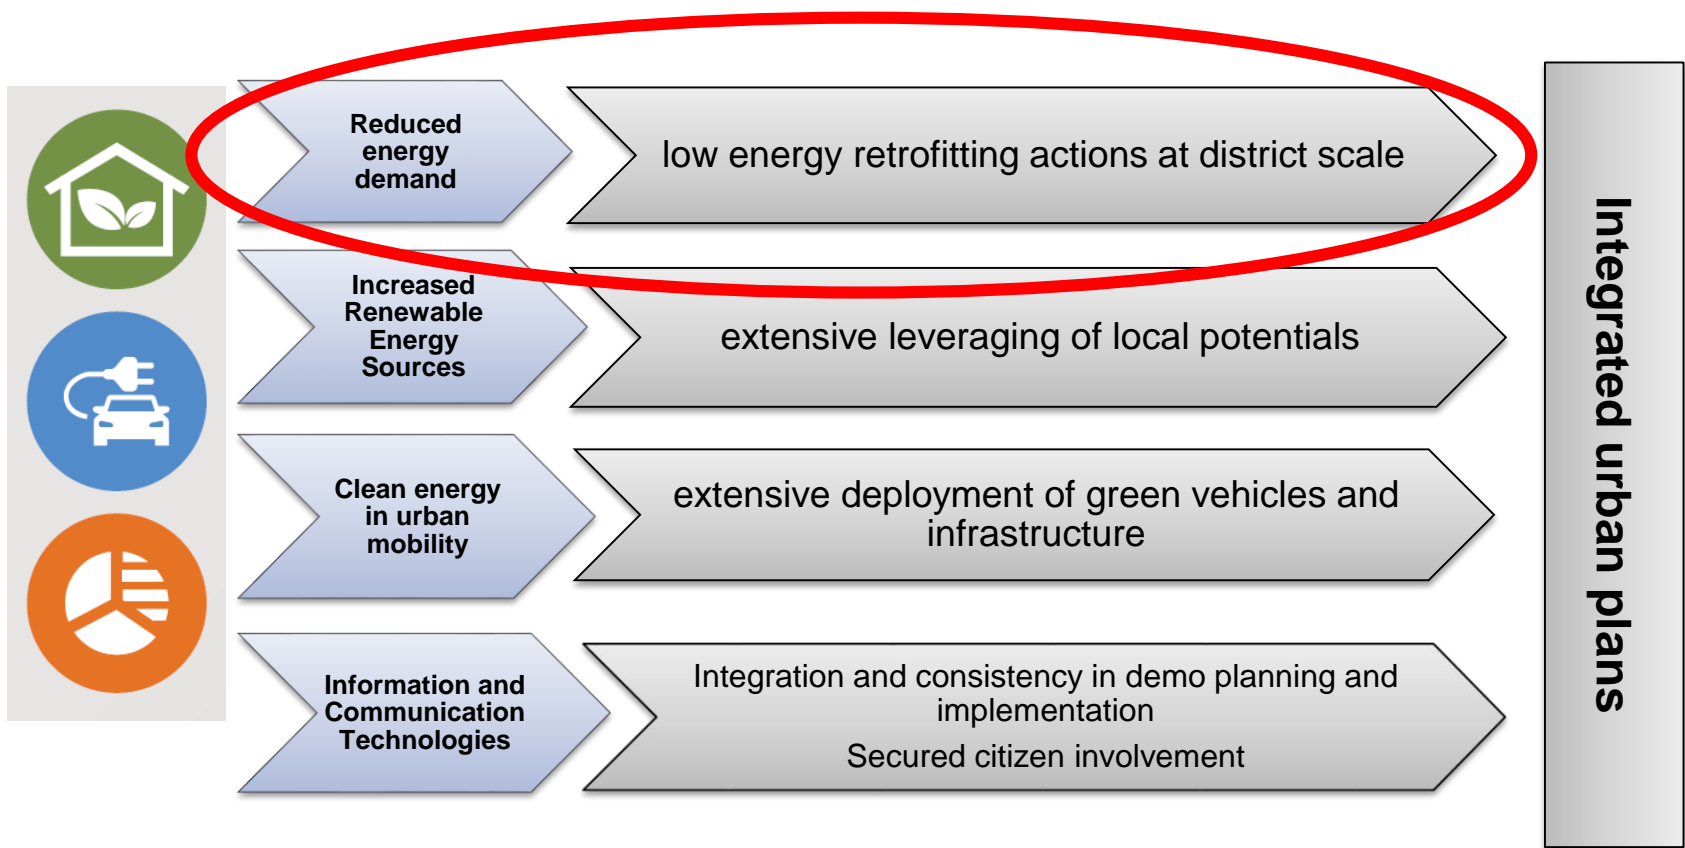 Reduced
energy
demand
low energy retrofitting actions at district scale
Increased
Renewable
Energy
Sources
extensive leveraging of local potentials
Clean energy
in urban
mobility
extensive deployment of green vehicles and
infrastructure
Information and
Communication
Technologies
Integration and consistency in demo planning and
implementation
Secured citizen involvement
Integrated urban plans